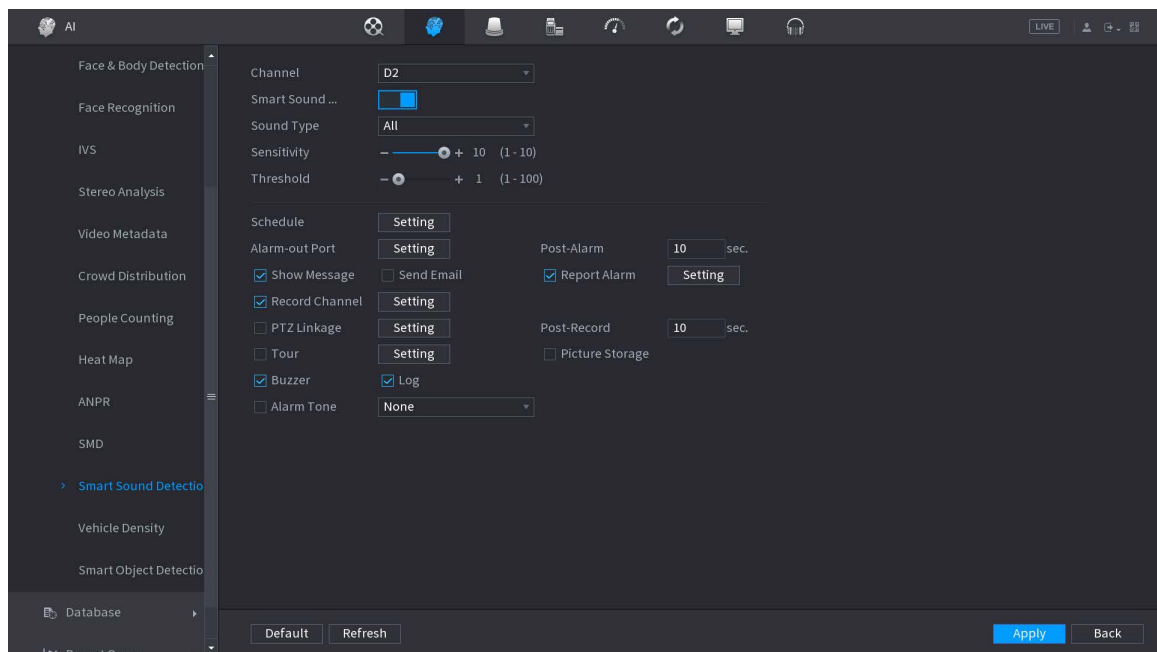 AI
LIVE
Face & Body Detection
Face Recognition
IVS
Stereo Analysis
Video Metadata
Crowd Distribution
People Counting
Heat Map
ANPR
SMD
Smart Sound Detectio
Vehicle Density
Smart Object Detectio
Database
Channel D2
Smart Sound ...
Sound Type All
Sensitivity 10 (1 - 10)
Threshold 1 (1 - 100)
Schedule Setting
Alarm-out Port Setting Post-Alarm 10 sec.
Show Message Send Email Report Alarm Setting
Record Channel Setting
PTZ Linkage Setting Post-Record 10 sec.
Tour Setting Picture Storage
Buzzer Log
Alarm Tone None
Default Refresh Apply Back